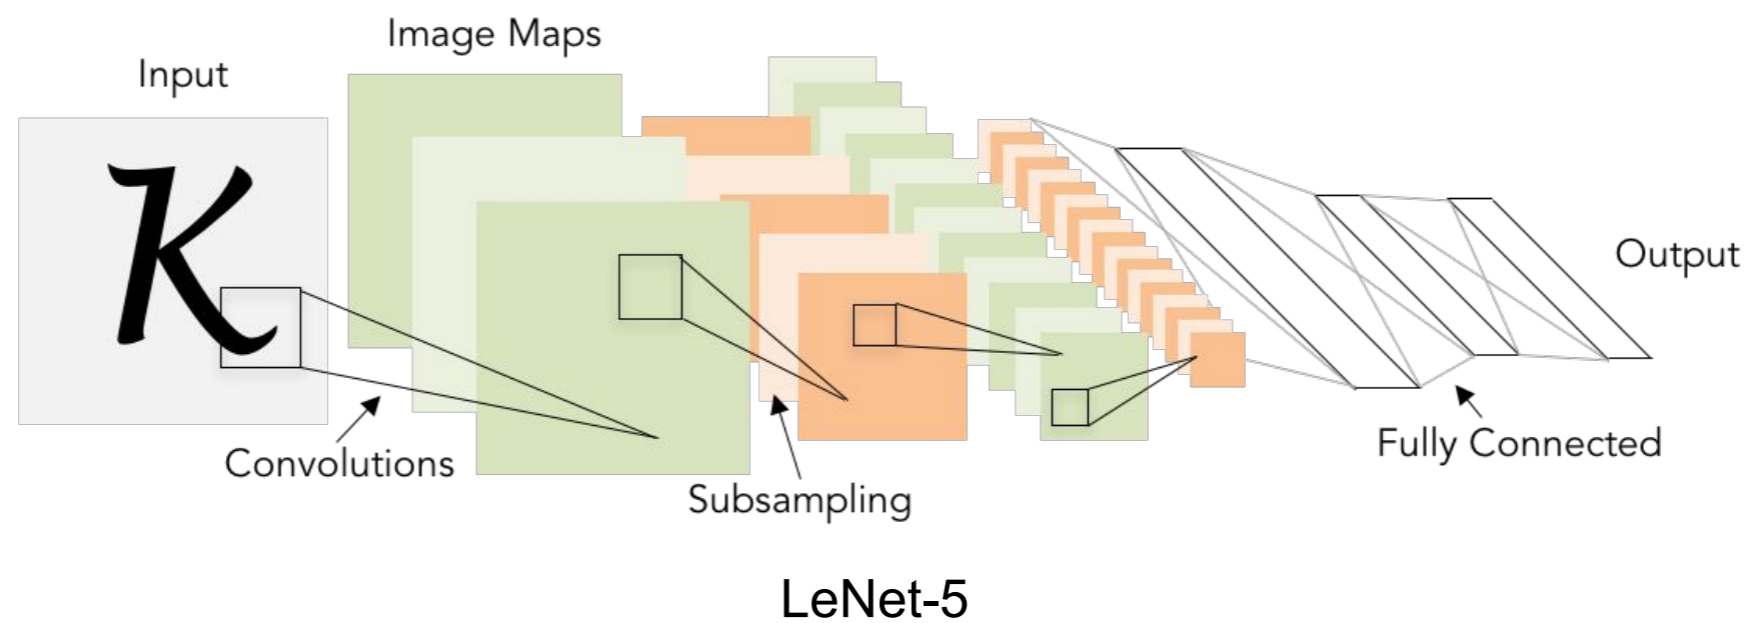 Image Maps
Input
K
Output
Fully Connected
Convolutions
Subsampling
LeNet-5